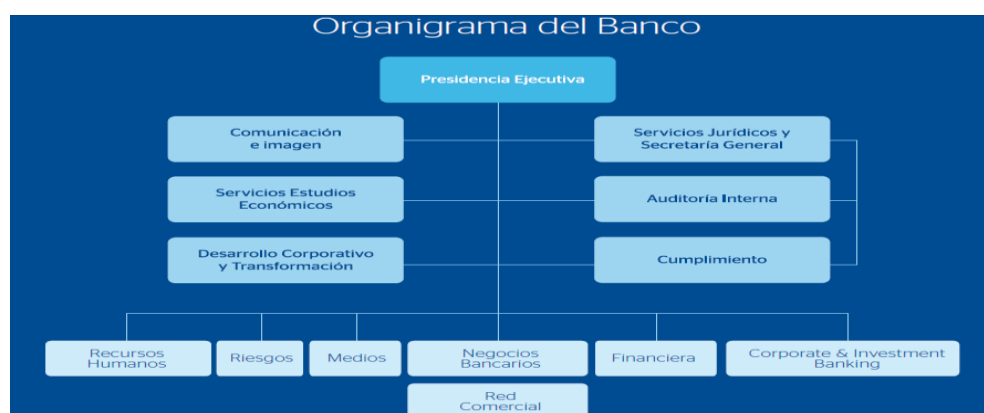 Organigrama del Banco
Presidencia Ejecutiva
Comunicación
e imagen
Servicios Jurídicos y
Secretaría General
Servicios Estudios
Económicos
Auditoría Interna
Desarrollo Corporativo
y Transformación
Cumplimiento
Recursos
Humanos
Riesgos
Medios
Negocios
Bancarios
Financiera
Corporate & Investment
Banking
Red
Comercial